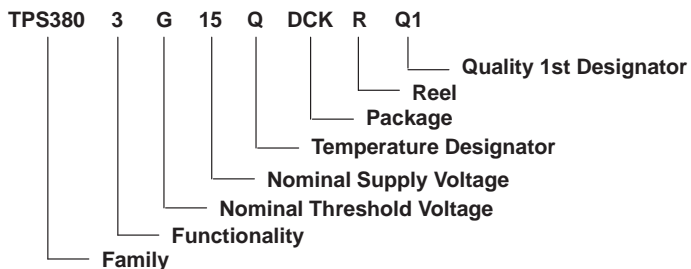 TPS380 3 G 15 Q DCK R Q1
Quality 1st Designator
Reel
Package
Temperature Designator
Nominal Supply Voltage
Nominal Threshold Voltage
Functionality
Family